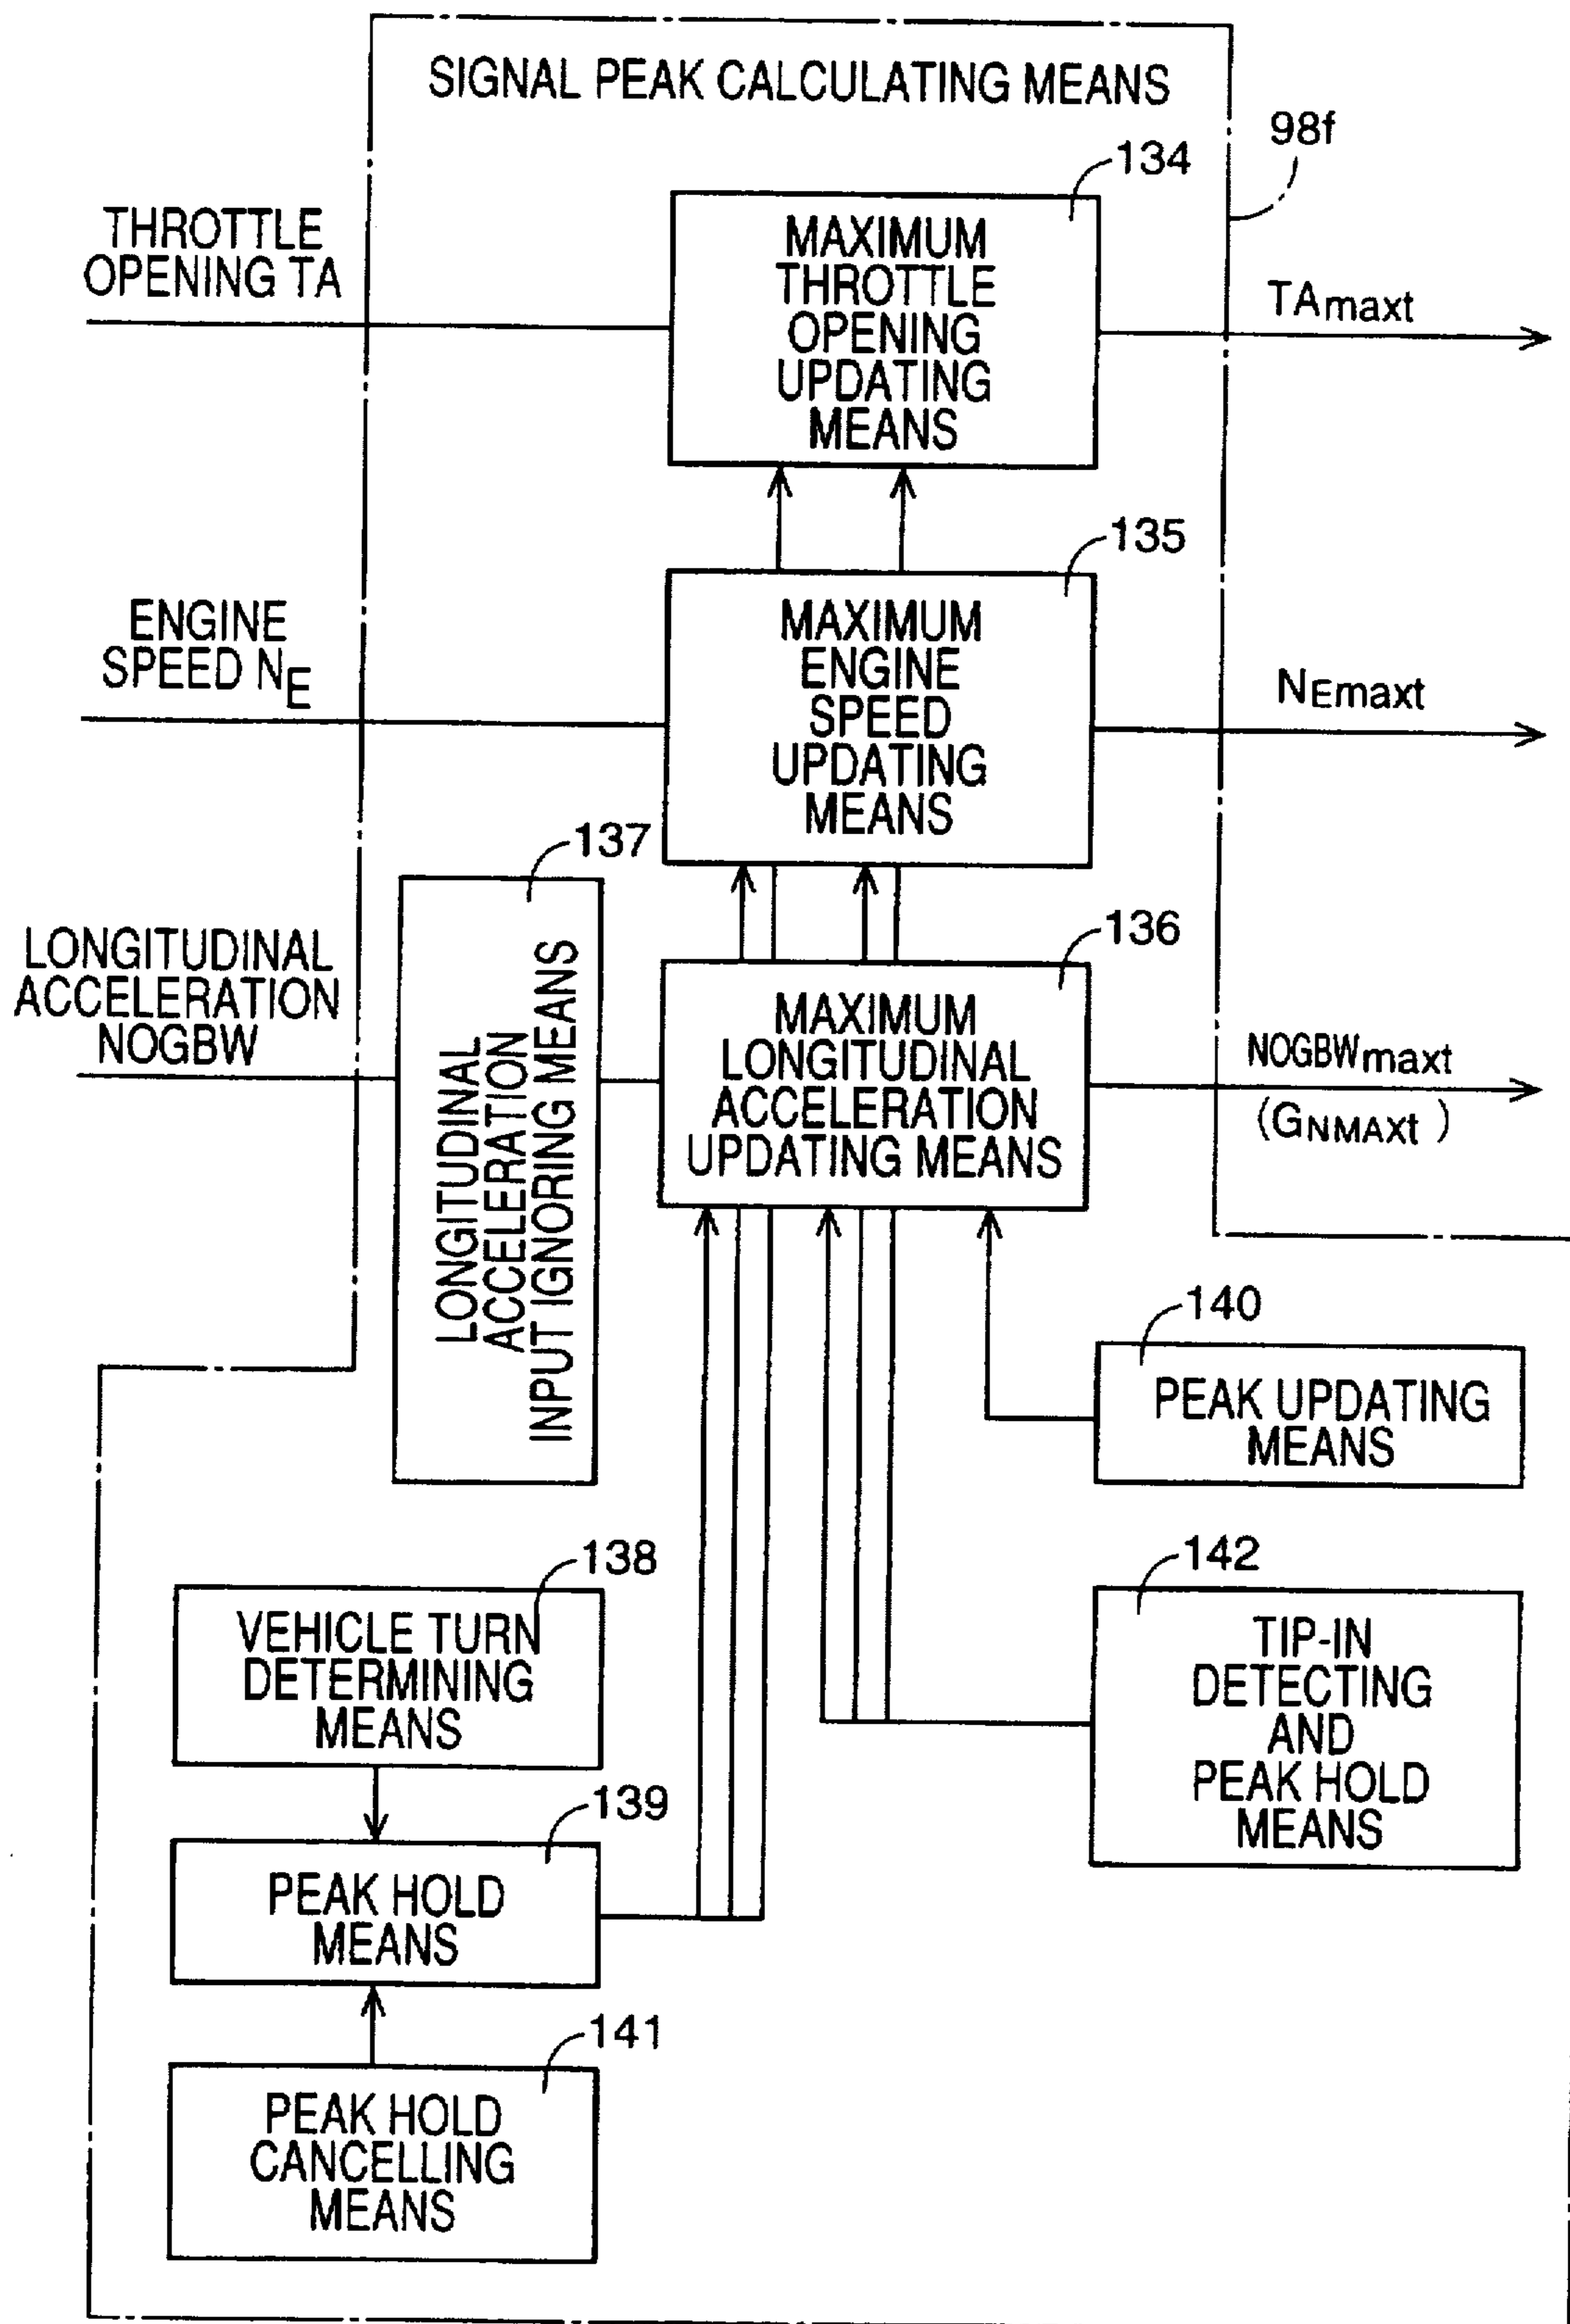 SIGNAL PEAK CALCULATING MEANS
98f
134
THROTTLE
OPENING TA
MAXIMUM
THROTTLE
OPENING
UPDATING
MEANS
TAmaxt
135
ENGINE
SPEED NE
MAXIMUM
ENGINE
SPEED
UPDATING
MEANS
NEmaxt
137
LONGITUDINAL
ACCELERATION
NOGBW
LONGITUDINAL
ACCELERATION
INPUT IGNORING MEANS
136
MAXIMUM
LONGITUDINAL
ACCELERATION
UPDATING MEANS
NOGBWmaxt
(GNMAXt)
140
PEAK UPDATING
MEANS
138
VEHICLE TURN
DETERMINING
MEANS
142
TIP-IN
DETECTING
AND
PEAK HOLD
MEANS
139
PEAK HOLD
MEANS
141
PEAK HOLD
CANCELLING
MEANS